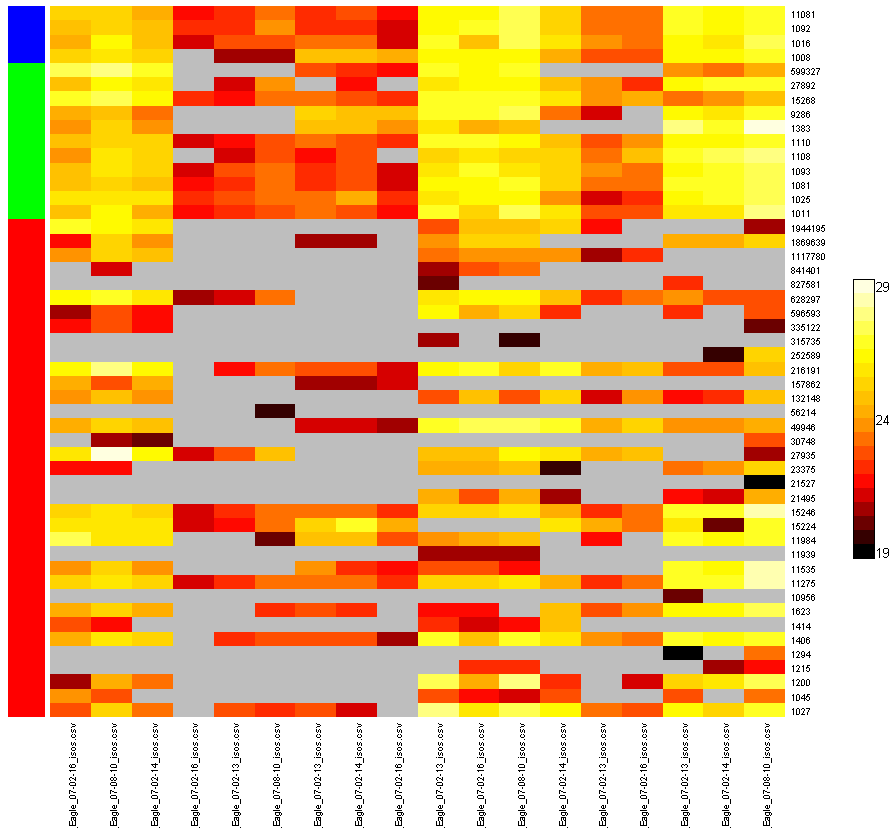 11081
1092
1016
1008
599327
27892
15268
9286
1383
1110
1108
1093
1081
1025
1011
1944195
1869639
1117780
841401
827581
628297
596593
335122
315735
252589
216191
157862
132148
56214
49946
30748
27935
23375
21527
21495
15246
15224
11984
11939
11535
11275
10956
1623
1414
1406
1294
1215
1200
1045
1027
29
24
19
Eagle_07-02-16_isos.csv
Eagle_07-08-10_isos.csv
Eagle_07-02-14_isos.csv
Eagle_07-02-16_isos.csv
Eagle_07-02-13_isos.csv
Eagle_07-08-10_isos.csv
Eagle_07-02-13_isos.csv
Eagle_07-02-14_isos.csv
Eagle_07-02-16_isos.csv
Eagle_07-02-13_isos.csv
Eagle_07-02-16_isos.csv
Eagle_07-08-10_isos.csv
Eagle_07-02-14_isos.csv
Eagle_07-02-13_isos.csv
Eagle_07-02-16_isos.csv
Eagle_07-02-13_isos.csv
Eagle_07-02-14_isos.csv
Eagle_07-08-10_isos.csv